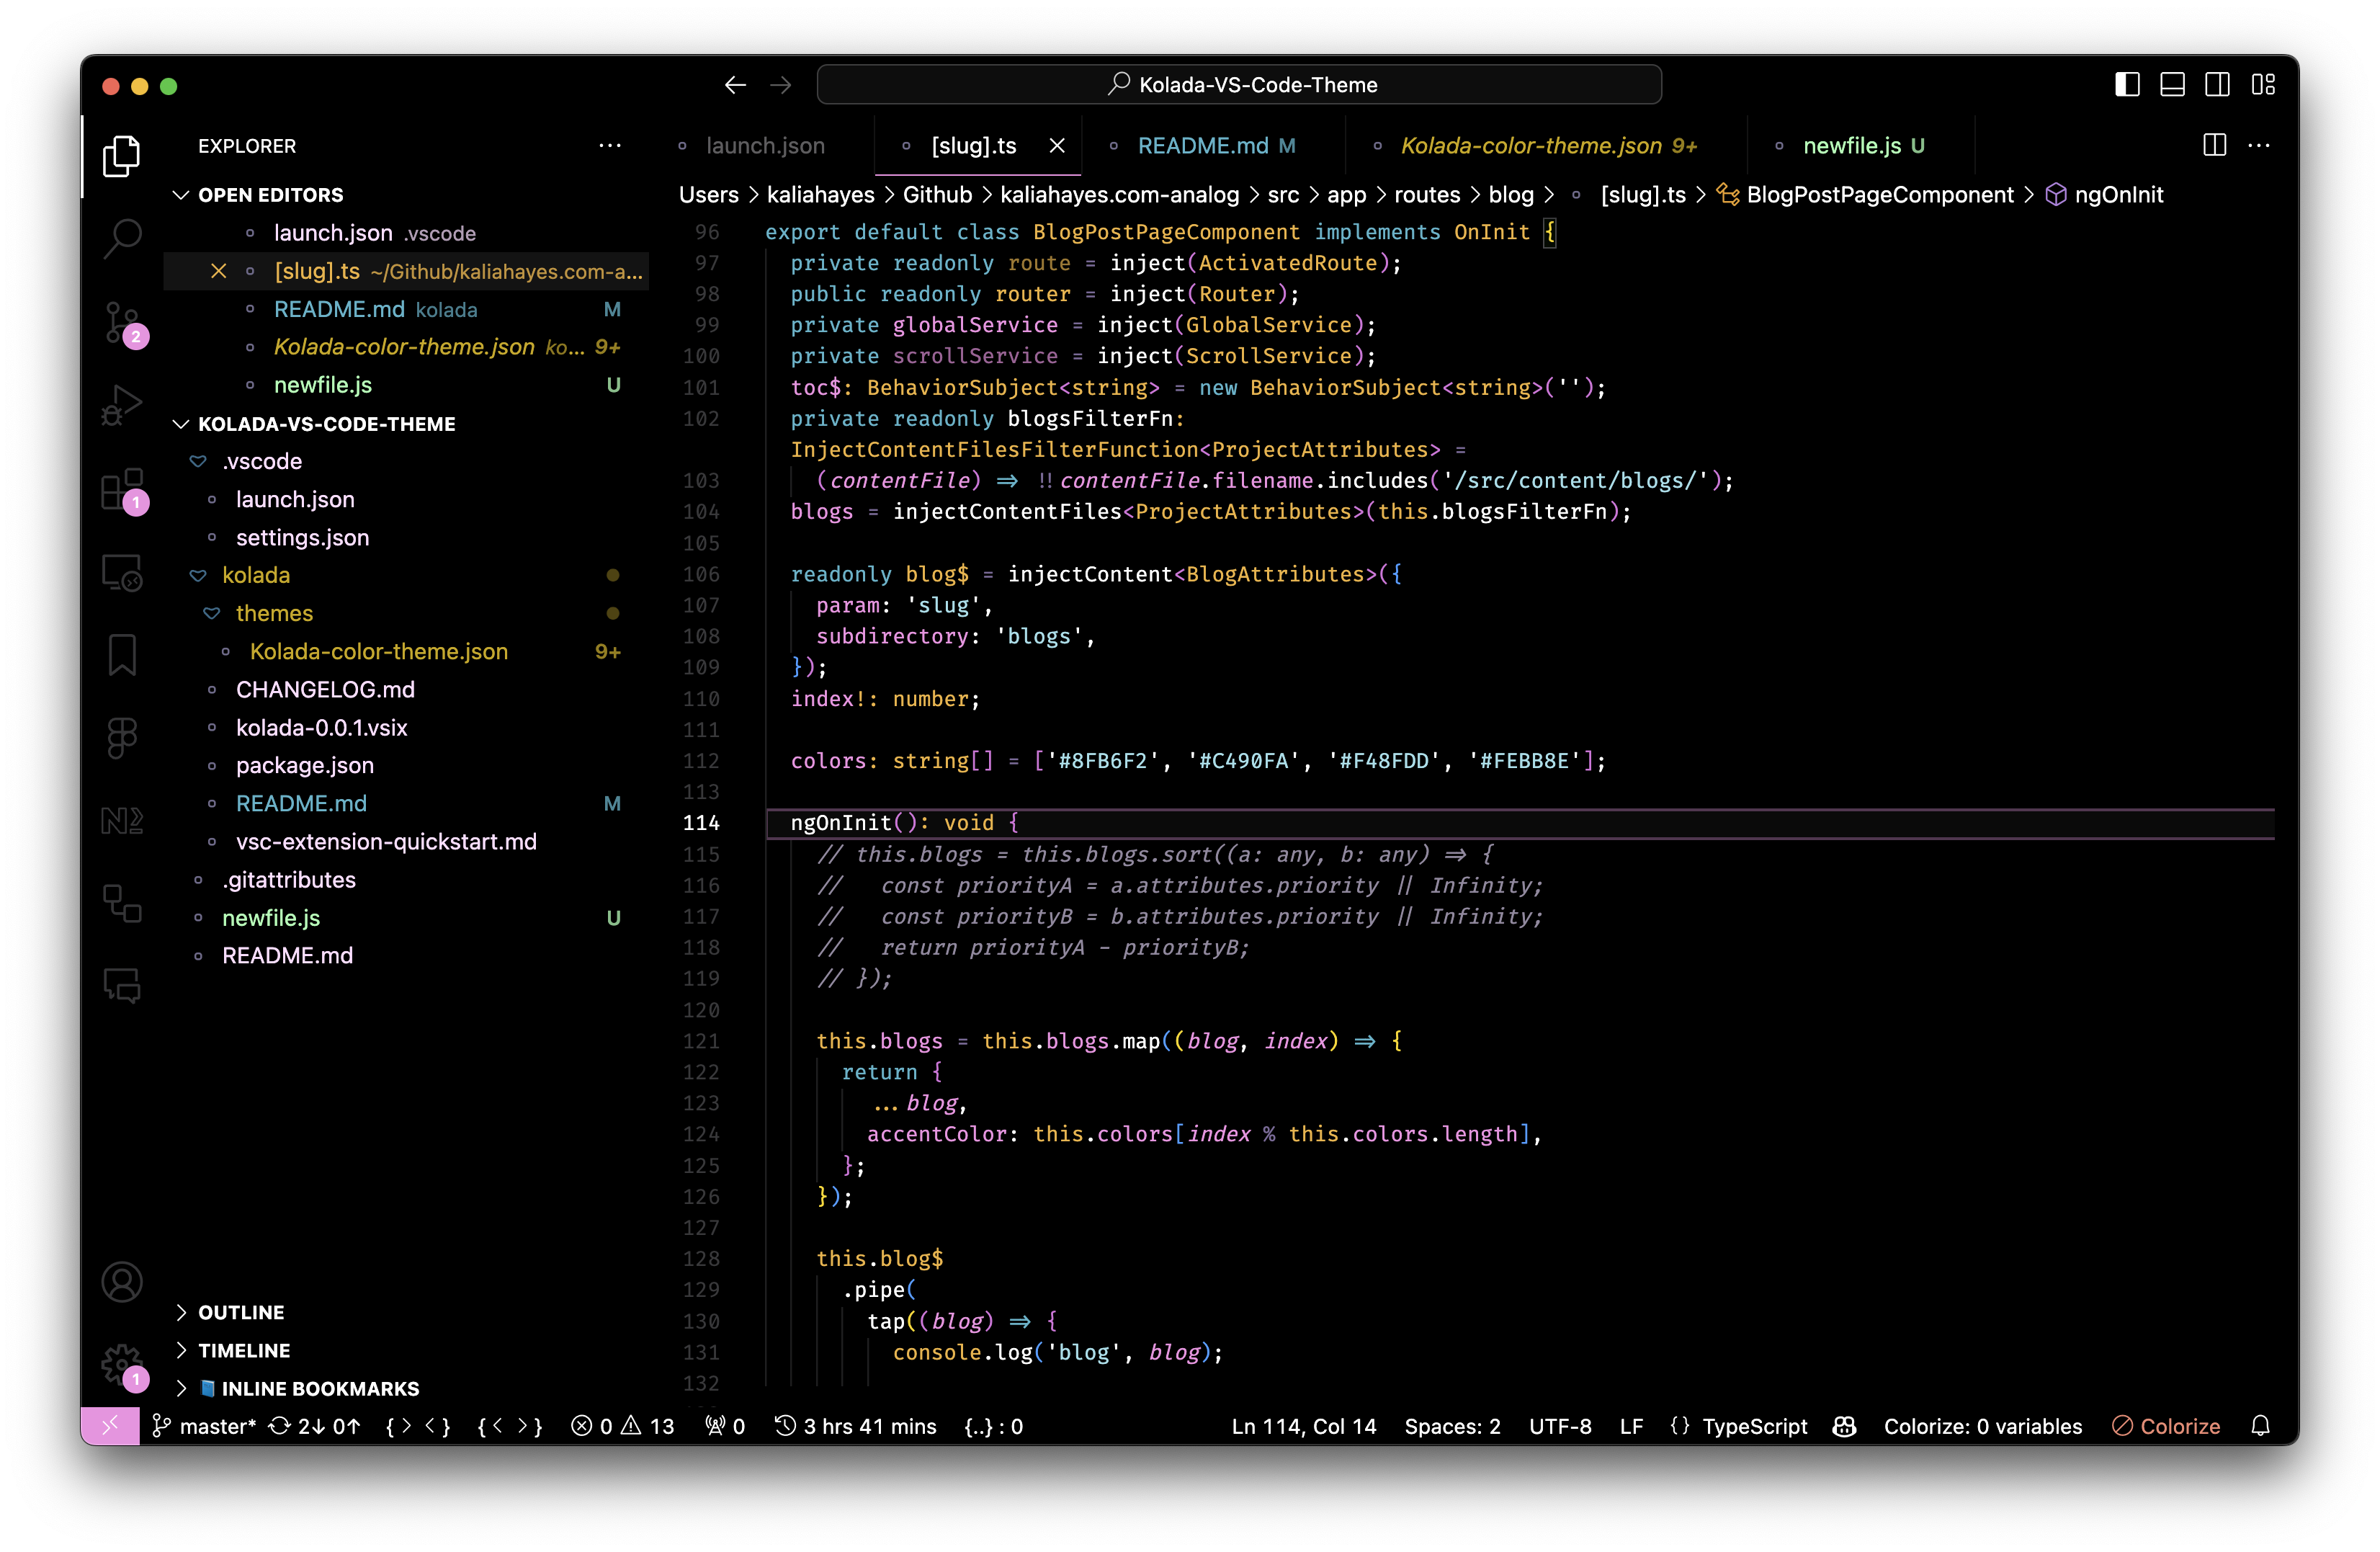 Kolada-VS-Code-Theme
EXPLORER
OPEN EDITORS
launch.json .vscode
[slug].ts ~/Github/kaliahayes.com-a...
README.md kolada M
Kolada-color-theme.json ko... 9+
newfile.js U
KOLADA-VS-CODE-THEME
.vscode
launch.json
settings.json
kolada
themes
Kolada-color-theme.json 9+
CHANGELOG.md
kolada-0.0.1.vsix
package.json
README.md M
vsc-extension-quickstart.md
.gitattributes
newfile.js U
README.md
OUTLINE
TIMELINE
INLINE BOOKMARKS
2
1
1
launch.json [slug].ts README.md M Kolada-color-theme.json 9+ newfile.js U
Users > kaliahayes > Github > kaliahayes.com-analog > src > app > routes > blog > [slug].ts > BlogPostPageComponent > ngOnInit
96 export default class BlogPostPageComponent implements OnInit {
97 private readonly route = inject(ActivatedRoute);
98 public readonly router = inject(Router);
99 private globalService = inject(GlobalService);
100 private scrollService = inject(ScrollService);
101 toc$: BehaviorSubject<string> = new BehaviorSubject<string>('');
102 private readonly blogsFilterFn:
InjectContentFilesFilterFunction<ProjectAttributes> =
103 (contentFile) => !!contentFile.filename.includes('/src/content/blogs/');
104 blogs = injectContentFiles<ProjectAttributes>(this.blogsFilterFn);
105
106 readonly blog$ = injectContent<BlogAttributes>({
107 param: 'slug',
108 subdirectory: 'blogs',
109 });
110 index!: number;
111
112 colors: string[] = ['#8FB6F2', '#C490FA', '#F48FDD', '#FEBB8E'];
113
114 ngOnInit(): void {
115 // this.blogs = this.blogs.sort((a: any, b: any) => {
116 // const priorityA = a.attributes.priority || Infinity;
117 // const priorityB = b.attributes.priority || Infinity;
118 // return priorityA - priorityB;
119 // });
120
121 this.blogs = this.blogs.map((blog, index) => {
122 return {
123 ...blog,
124 accentColor: this.colors[index % this.colors.length],
125 };
126 });
127
128 this.blog$
129 .pipe(
130 tap((blog) => {
131 console.log('blog', blog);
132
master* 2↓ 0↑ {> <} {< >} 0 13 0 3 hrs 41 mins {..} : 0 Ln 114, Col 14 Spaces: 2 UTF-8 LF {} TypeScript Colorize: 0 variables Colorize